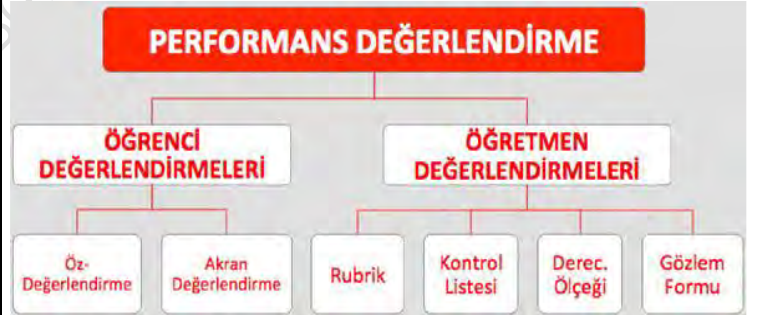 PERFORMANS DEĞERLENDİRME
ÖĞRENCİ
DEĞERLENDİRMELERİ
ÖĞRETMEN
DEĞERLENDİRMELERİ
Öz-
Değerlendirme
Akran
Değerlendirme
Rubrik
Kontrol
Listesi
Derec.
Ölçeği
Gözlem
Formu